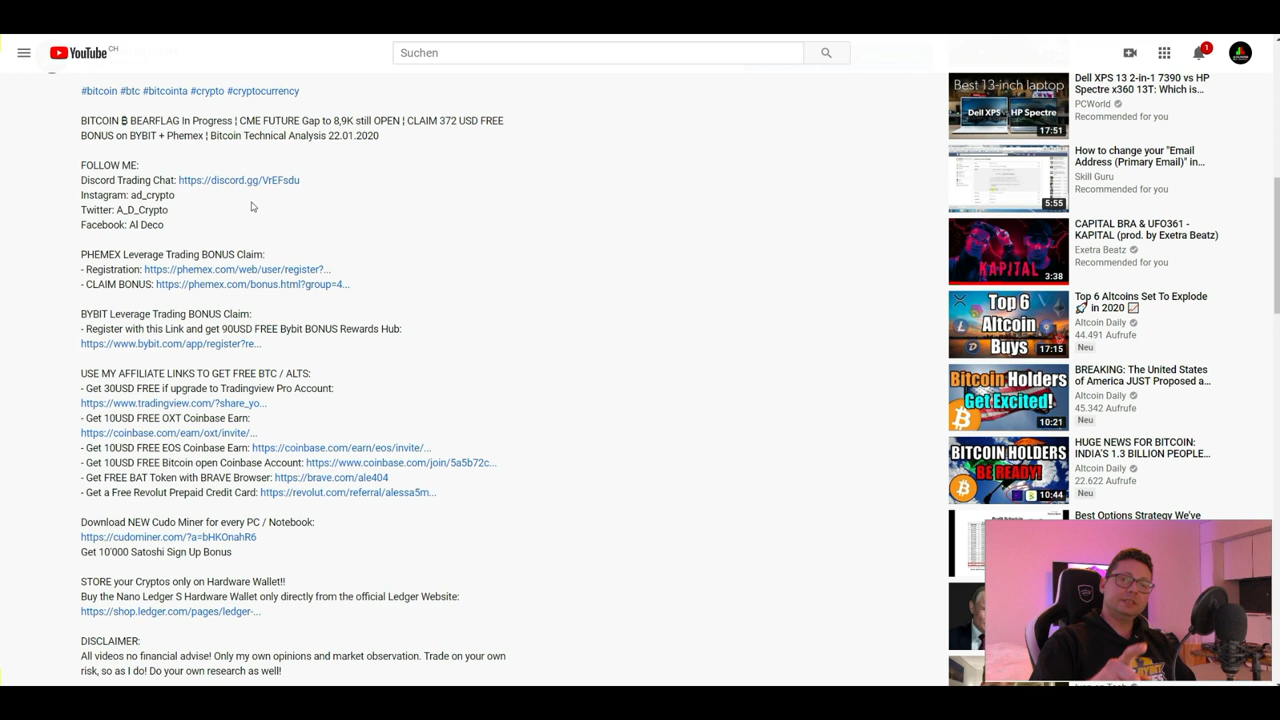 YouTube CH
Suchen
1
#bitcoin #btc #bitcointa #crypto #cryptocurrency
BITCOIN ₿ BEARFLAG In Progress ¦ CME FUTURE Gap to 8,9K still OPEN ¦ CLAIM 372 USD FREE
BONUS on BYBIT + Phemex ¦ Bitcoin Technical Analysis 22.01.2020
FOLLOW ME:
Discord Trading Chat: https://discord.gg/VrEFsdu
Instagram: ad_crypto
Twitter: A_D_Crypto
Facebook: Al Deco
PHEMEX Leverage Trading BONUS Claim:
- Registration: https://phemex.com/web/user/register?...
- CLAIM BONUS: https://phemex.com/bonus.html?group=4...
BYBIT Leverage Trading BONUS Claim:
- Register with this Link and get 90USD FREE Bybit BONUS Rewards Hub:
https://www.bybit.com/app/register?re...
USE MY AFFILIATE LINKS TO GET FREE BTC / ALTS:
- Get 30USD FREE if upgrade to Tradingview Pro Account:
https://www.tradingview.com/?share_yo...
- Get 10USD FREE OXT Coinbase Earn:
https://coinbase.com/earn/oxt/invite/...
- Get 10USD FREE EOS Coinbase Earn: https://coinbase.com/earn/eos/invite/...
- Get 10USD FREE Bitcoin open Coinbase Account: https://www.coinbase.com/join/5a5b72c...
- Get FREE BAT Token with BRAVE Browser: https://brave.com/ale404
- Get a Free Revolut Prepaid Credit Card: https://revolut.com/referral/alessa5m...
Download NEW Cudo Miner for every PC / Notebook:
https://cudominer.com/?a=bHKOnahR6
Get 10'000 Satoshi Sign Up Bonus
STORE your Cryptos only on Hardware Wallet!!
Buy the Nano Ledger S Hardware Wallet only directly from the official Ledger Website:
https://shop.ledger.com/pages/ledger-...
DISCLAIMER:
All videos no financial advise! Only my own opinions and market observation. Trade on your own
risk, so as I do! Do your own research as well!
Best 13-inch laptop
Dell XPS HP Spectre
17:51
Dell XPS 13 2-in-1 7390 vs HP
Spectre x360 13T: Which is...
PCWorld
Recommended for you
5:55
How to change your "Email
Address (Primary Email)" in...
Skill Guru
Recommended for you
KAPITAL
3:38
CAPITAL BRA & UFO361 -
KAPITAL (prod. by Exetra Beatz)
Exetra Beatz
Recommended for you
Top 6
Altcoin
Buys
17:15
Top 6 Altcoins Set To Explode
🚀 in 2020 📈
Altcoin Daily
44.491 Aufrufe
Neu
Bitcoin Holders
Get Excited!
10:21
BREAKING: The United States
of America JUST Proposed a...
Altcoin Daily
45.342 Aufrufe
Neu
BITCOIN HOLDERS
BE READY!
10:44
HUGE NEWS FOR BITCOIN:
INDIA'S 1.3 BILLION PEOPLE...
Altcoin Daily
22.622 Aufrufe
Neu
Best Options Strategy We've